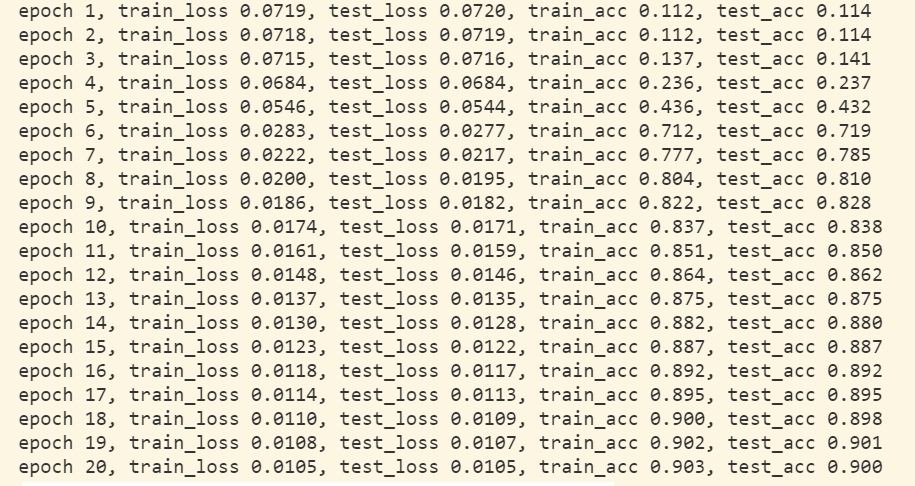 epoch 1, train_loss 0.0719, test_loss 0.0720, train_acc 0.112, test_acc 0.114
epoch 2, train_loss 0.0718, test_loss 0.0719, train_acc 0.112, test_acc 0.114
epoch 3, train_loss 0.0715, test_loss 0.0716, train_acc 0.137, test_acc 0.141
epoch 4, train_loss 0.0684, test_loss 0.0684, train_acc 0.236, test_acc 0.237
epoch 5, train_loss 0.0546, test_loss 0.0544, train_acc 0.436, test_acc 0.432
epoch 6, train_loss 0.0283, test_loss 0.0277, train_acc 0.712, test_acc 0.719
epoch 7, train_loss 0.0222, test_loss 0.0217, train_acc 0.777, test_acc 0.785
epoch 8, train_loss 0.0200, test_loss 0.0195, train_acc 0.804, test_acc 0.810
epoch 9, train_loss 0.0186, test_loss 0.0182, train_acc 0.822, test_acc 0.828
epoch 10, train_loss 0.0174, test_loss 0.0171, train_acc 0.837, test_acc 0.838
epoch 11, train_loss 0.0161, test_loss 0.0159, train_acc 0.851, test_acc 0.850
epoch 12, train_loss 0.0148, test_loss 0.0146, train_acc 0.864, test_acc 0.862
epoch 13, train_loss 0.0137, test_loss 0.0135, train_acc 0.875, test_acc 0.875
epoch 14, train_loss 0.0130, test_loss 0.0128, train_acc 0.882, test_acc 0.880
epoch 15, train_loss 0.0123, test_loss 0.0122, train_acc 0.887, test_acc 0.887
epoch 16, train_loss 0.0118, test_loss 0.0117, train_acc 0.892, test_acc 0.892
epoch 17, train_loss 0.0114, test_loss 0.0113, train_acc 0.895, test_acc 0.895
epoch 18, train_loss 0.0110, test_loss 0.0109, train_acc 0.900, test_acc 0.898
epoch 19, train_loss 0.0108, test_loss 0.0107, train_acc 0.902, test_acc 0.901
epoch 20, train_loss 0.0105, test_loss 0.0105, train_acc 0.903, test_acc 0.900